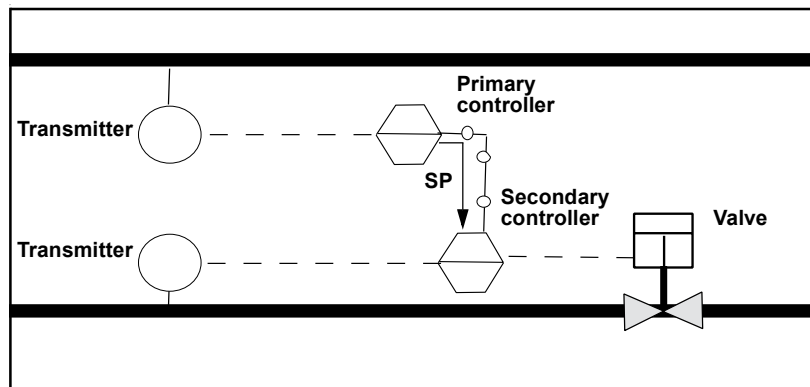 Primary
controller
Transmitter
SP
Secondary
controller
Valve
Transmitter